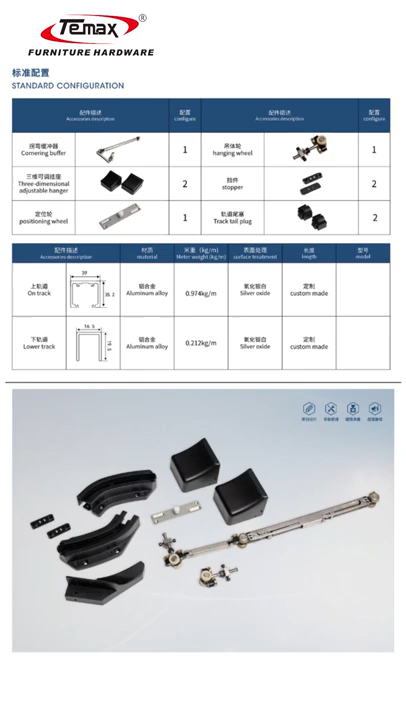 Temax®
FURNITURE HARDWARE
标准配置
STANDARD CONFIGURATION
配件描述 配置 配件描述 配置
Accessories description configure Accessories description configure
拐弯缓冲器 1 吊体轮 1
Cornering buffer hanging wheel
三维可调挂座 2 挡件 2
Three-dimensional stopper
adjustable hanger
定位轮 1 轨道尾塞 2
positioning wheel Track tail plug
配件描述 材质 米重（kg/m） 表面处理 长度 型号
Accessories description material Meter weight (kg/m) surface treatment length model
39
上轨道 铝合金 0.974kg/m 氧化银白 定制
35.2
On track Aluminum alloy Silver oxide custom made
16.5
下轨道 铝合金 0.212kg/m 氧化银白 定制
19.5
Lower track Aluminum alloy Silver oxide custom made